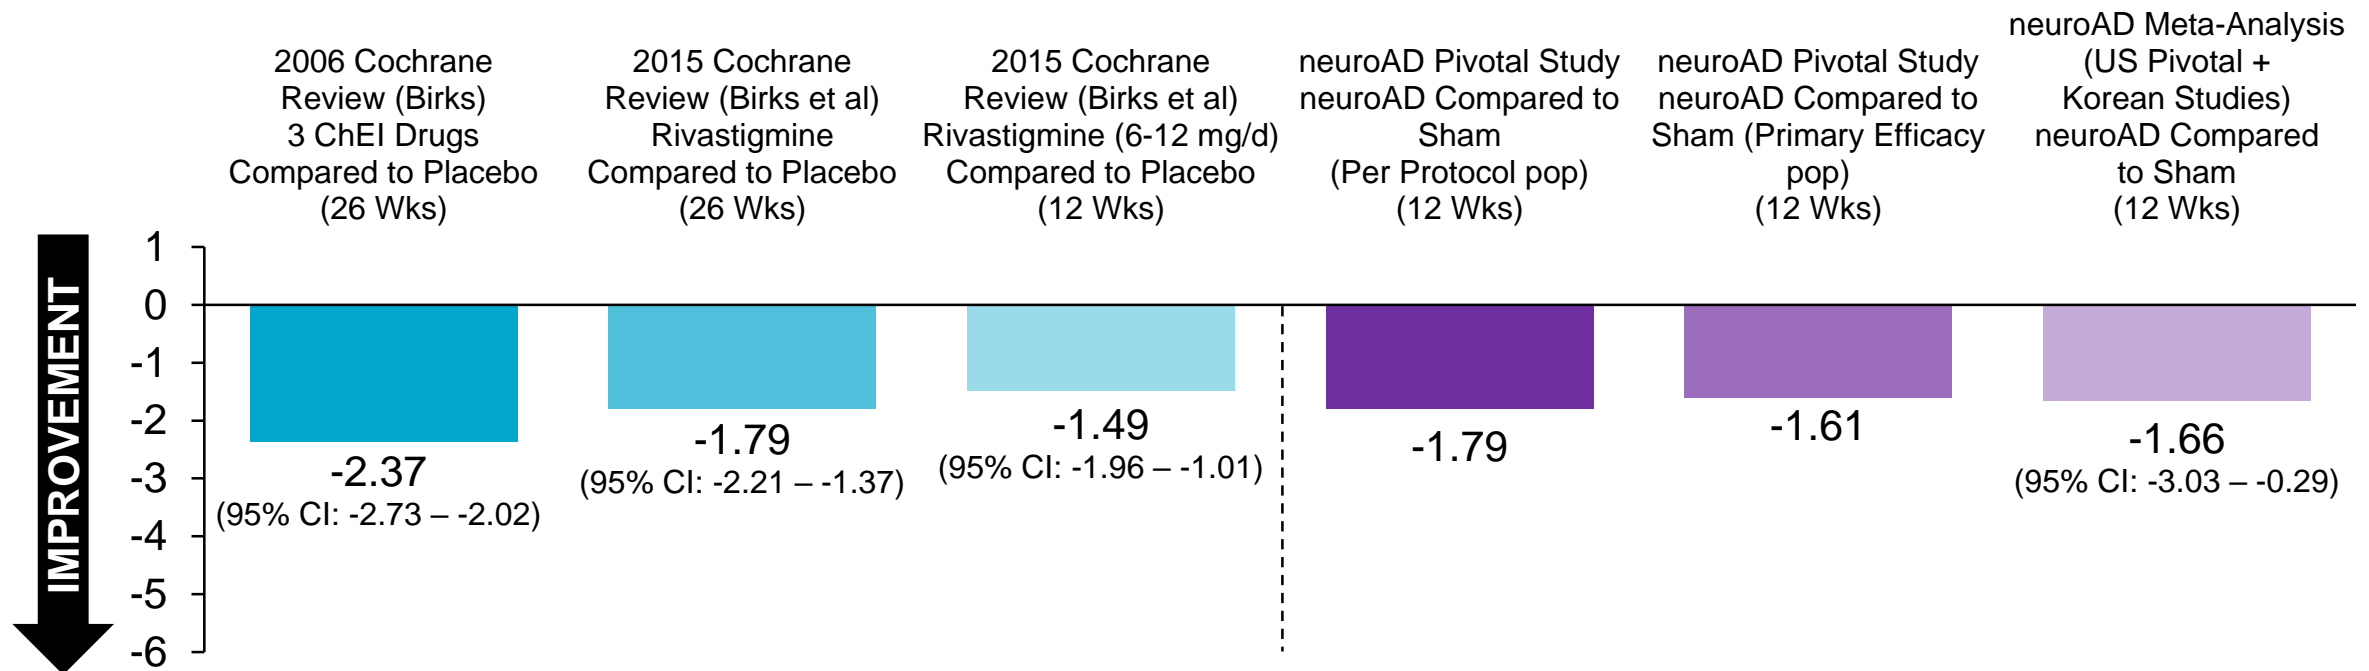 2006 Cochrane
Review (Birks)
3 ChEI Drugs
Compared to Placebo
(26 Wks)
2015 Cochrane
Review (Birks et al)
Rivastigmine
Compared to Placebo
(26 Wks)
2015 Cochrane
Review (Birks et al)
Rivastigmine (6-12 mg/d)
Compared to Placebo
(12 Wks)
neuroAD Pivotal Study
neuroAD Compared to
Sham
(Per Protocol pop)
(12 Wks)
neuroAD Pivotal Study
neuroAD Compared to
Sham (Primary Efficacy
pop)
(12 Wks)
neuroAD Meta-Analysis
(US Pivotal +
Korean Studies)
neuroAD Compared
to Sham
(12 Wks)
IMPROVEMENT
1
0
-1
-2
-3
-4
-5
-6
-2.37
(95% CI: -2.73 – -2.02)
-1.79
(95% CI: -2.21 – -1.37)
-1.49
(95% CI: -1.96 – -1.01)
-1.79
-1.61
-1.66
(95% CI: -3.03 – -0.29)